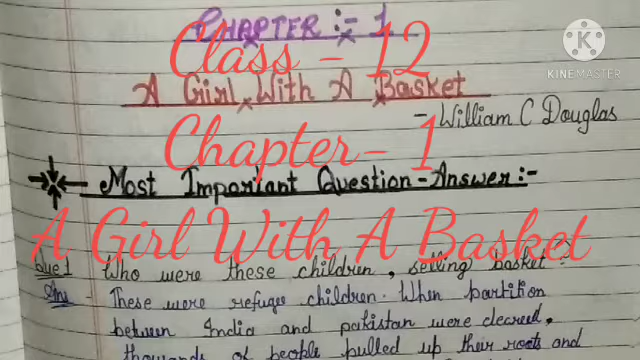 CHAPTER :- 1
Class - 12
KINEMASTER
A Girl With A Basket
- William C Douglas
Chapter- 1
Most Important Question-Answer:-
A Girl With A Basket
Que 1 Who were these children, selling basket?
Ans - These were refugee children. When partition
between India and pakistan were decreed,
thousands of people pulled up their roots and